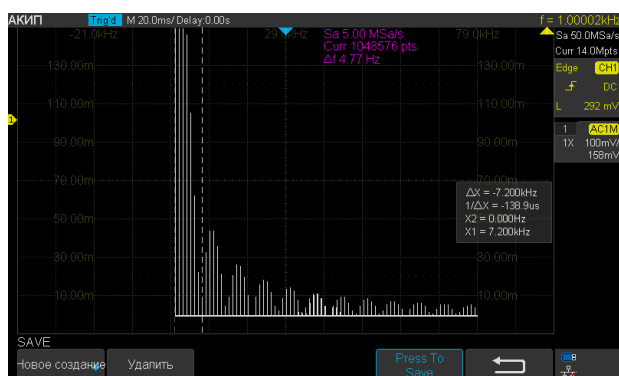 АКИП Trig'd M 20.0ms/ Delay:0.00s f = 1.00002kHz
-21.0kHz 29.0kHz Sa 5.00 MSa/s 79.0kHz Sa 50.0MSa/s
Curr 1048576 pts Curr 14.0Mpts
Δf 4.77 Hz
130.00m 130.00m Edge CH1
DC
110.00m 110.00m L 292 mV
1
1 AC1M
90.00m 90.00m 1X 100mV/
158mV
70.00m 70.00m
ΔX = -7.200kHz
1/ΔX = -138.9us
50.00m X2 = 0.000Hz
X1 = 7.200kHz
30.00m 30.00m
10.00m 10.00m
SAVE
Новое создание Удалить Press To
Save
B